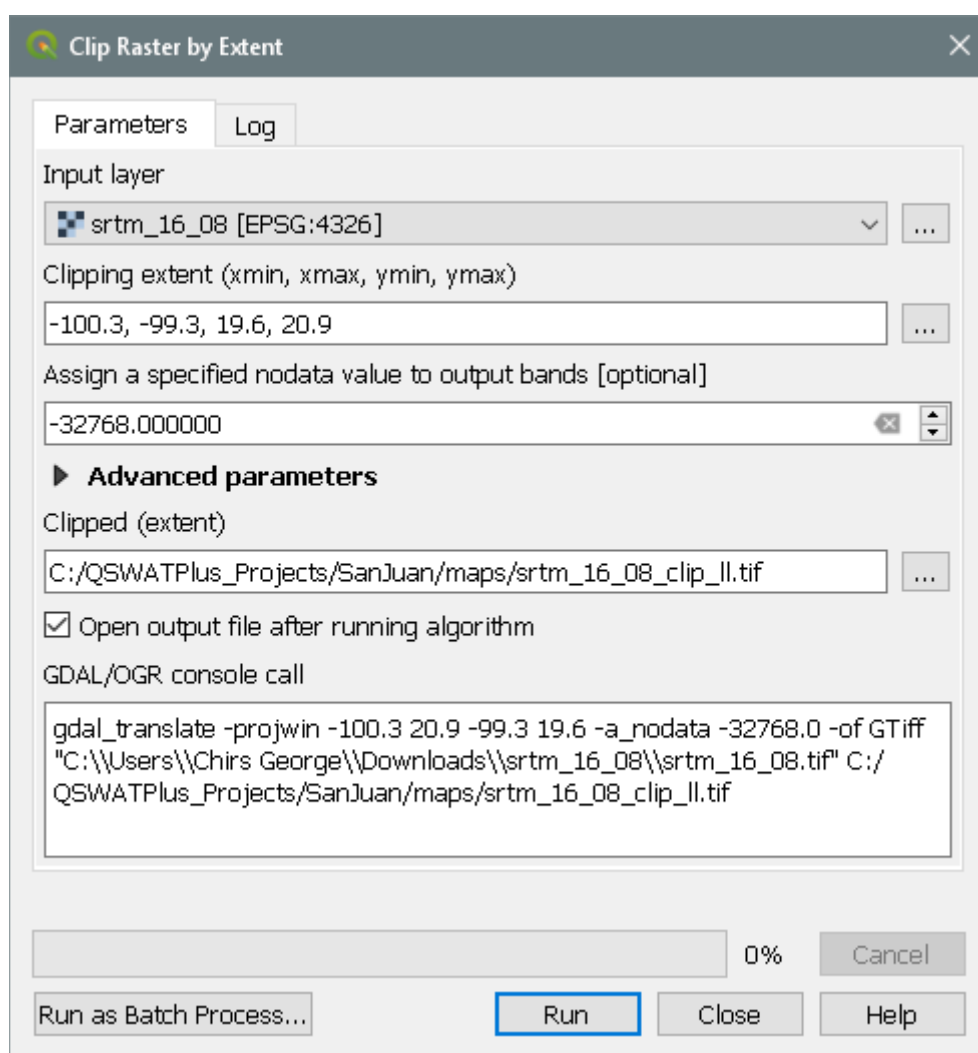 Clip Raster by Extent
Parameters
Log
Input layer
srtm_16_08 [EPSG:4326]
...
Clipping extent (xmin, xmax, ymin, ymax)
-100.3, -99.3, 19.6, 20.9
...
Assign a specified nodata value to output bands [optional]
-32768.000000
Advanced parameters
Clipped (extent)
C:/QSWATPlus_Projects/SanJuan/maps/srtm_16_08_clip_ll.tif
...
Open output file after running algorithm
GDAL/OGR console call
gdal_translate -projwin -100.3 20.9 -99.3 19.6 -a_nodata -32768.0 -of GTiff
"C:\\Users\\Chirs George\\Downloads\\srtm_16_08\\srtm_16_08.tif" C:/
QSWATPlus_Projects/SanJuan/maps/srtm_16_08_clip_ll.tif
0%
Cancel
Run as Batch Process...
Run
Close
Help